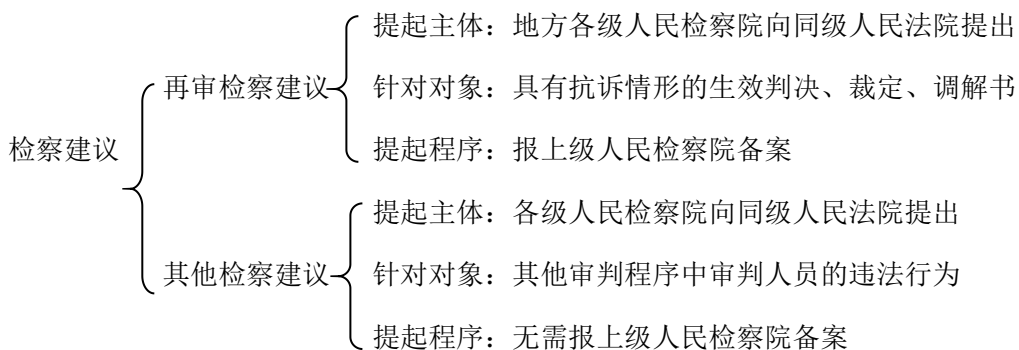 检察建议
再审检察建议
提起主体：地方各级人民检察院向同级人民法院提出
针对对象：具有抗诉情形的生效判决、裁定、调解书
提起程序：报上级人民检察院备案
其他检察建议
提起主体：各级人民检察院向同级人民法院提出
针对对象：其他审判程序中审判人员的违法行为
提起程序：无需报上级人民检察院备案